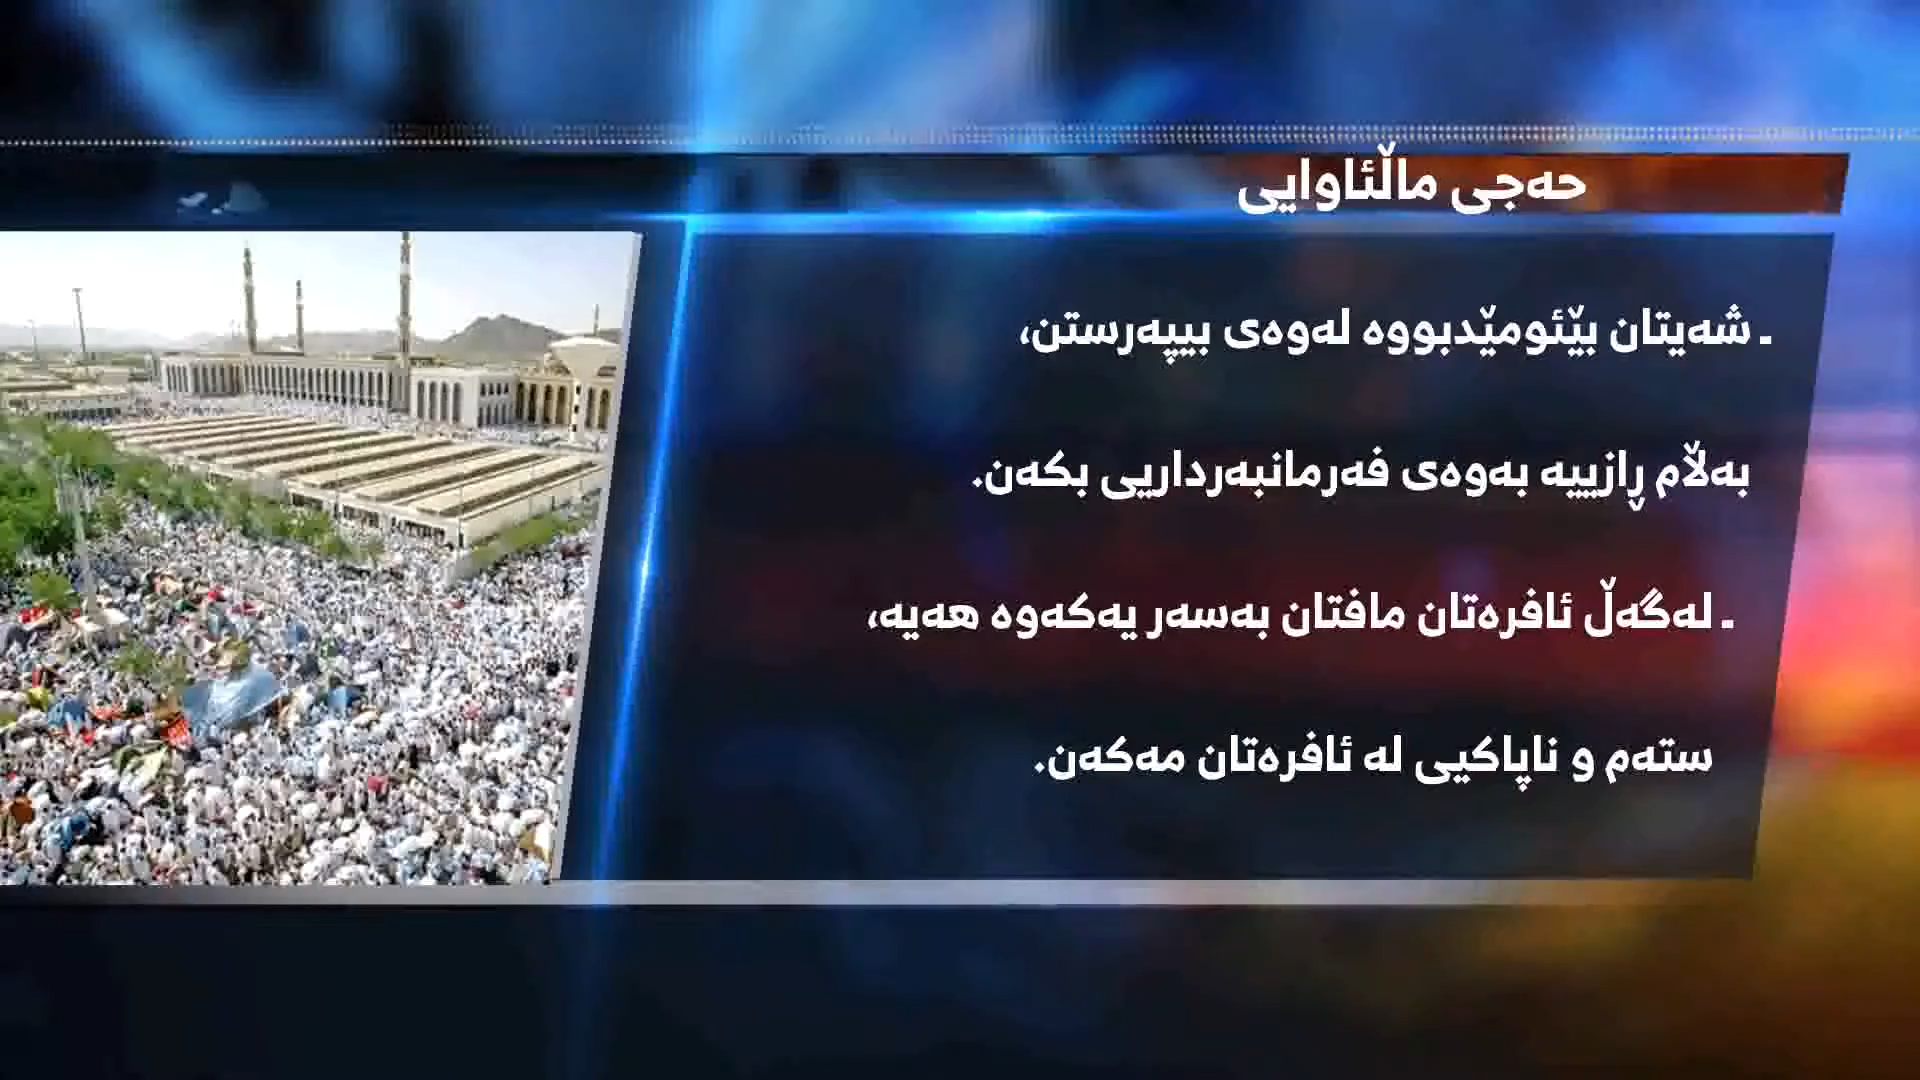 حەجی ماڵئاوایی
ـ شەیتان بێئومێدبووە لەوەی بیپەرستن،
بەڵام ڕازییە بەوەی فەرمانبەرداریی بکەن.
ـ لەگەڵ ئافرەتان مافتان بەسەر یەکەوە هەیە،
ستەم و ناپاکیی لە ئافرەتان مەکەن.